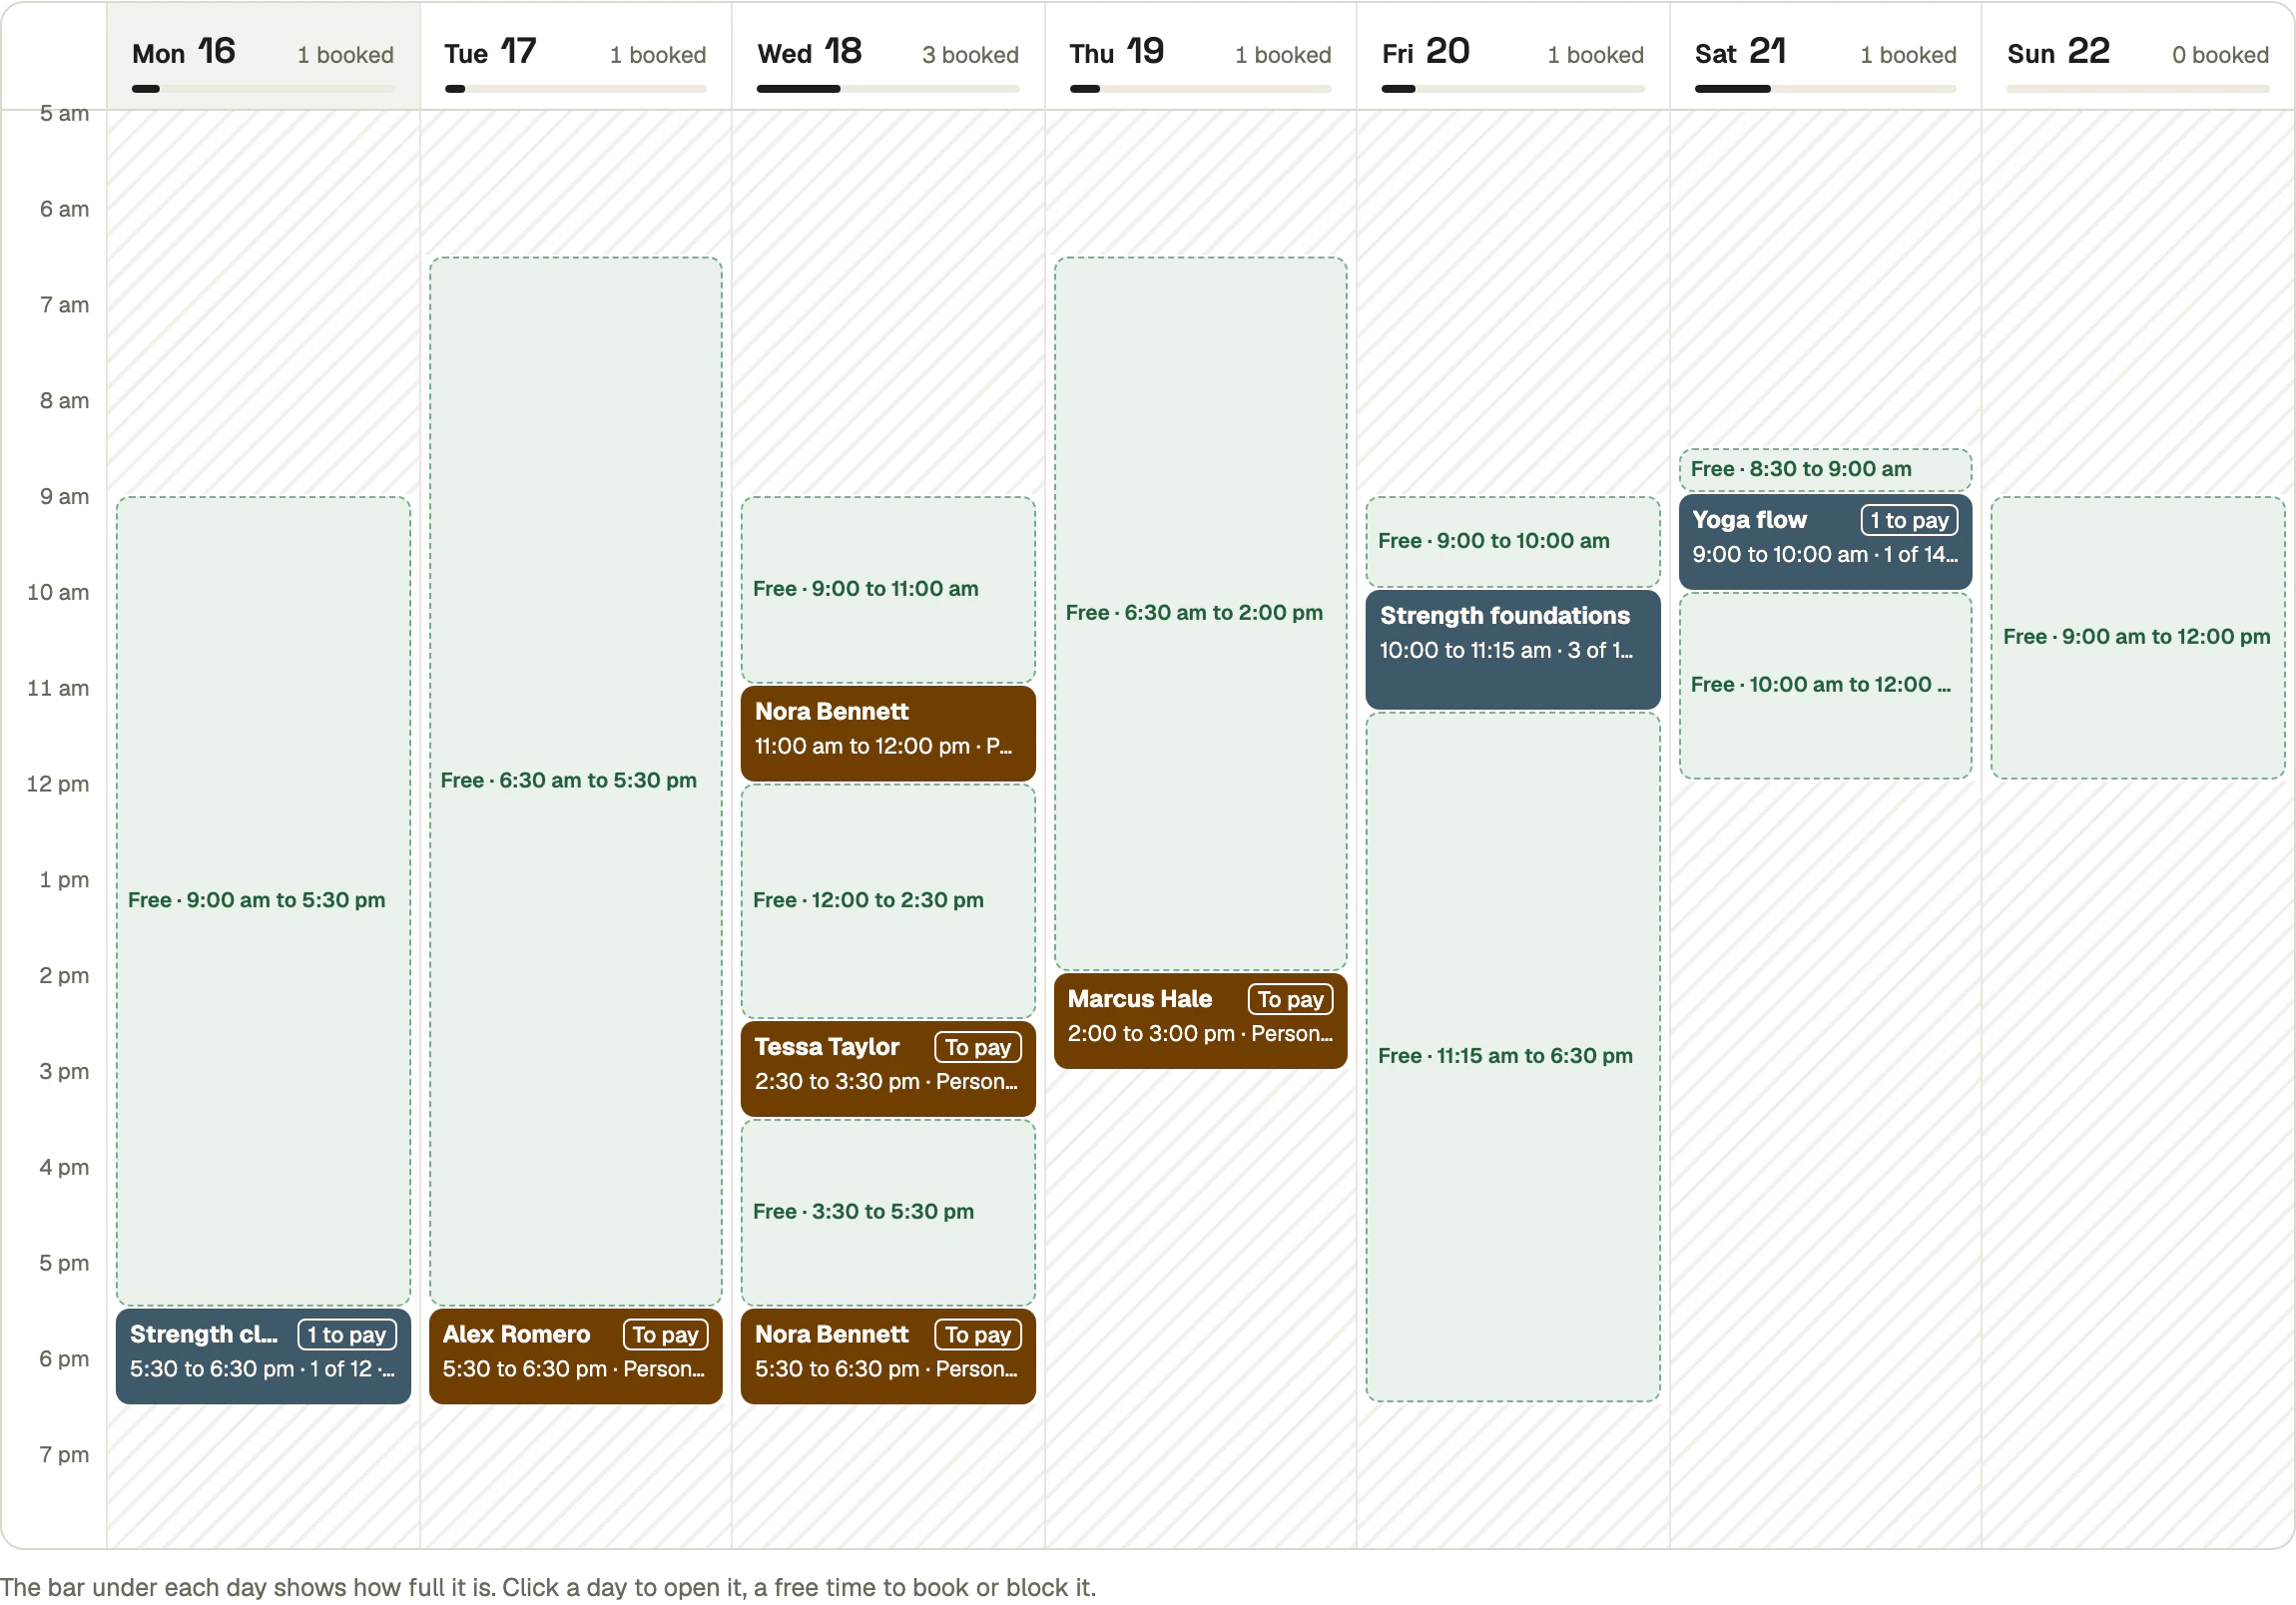 Mon 16 1 booked
Tue 17 1 booked
Wed 18 3 booked
Thu 19 1 booked
Fri 20 1 booked
Sat 21 1 booked
Sun 22 0 booked
5 am
6 am
7 am
8 am
9 am
10 am
11 am
12 pm
1 pm
2 pm
3 pm
4 pm
5 pm
6 pm
7 pm
Free · 9:00 am to 5:30 pm
Strength cl... 1 to pay
5:30 to 6:30 pm · 1 of 12 ·...
Free · 6:30 am to 5:30 pm
Alex Romero To pay
5:30 to 6:30 pm · Person...
Free · 9:00 to 11:00 am
Nora Bennett
11:00 am to 12:00 pm · P...
Free · 12:00 to 2:30 pm
Tessa Taylor To pay
2:30 to 3:30 pm · Person...
Free · 3:30 to 5:30 pm
Nora Bennett To pay
5:30 to 6:30 pm · Person...
Free · 6:30 am to 2:00 pm
Marcus Hale To pay
2:00 to 3:00 pm · Person...
Free · 9:00 to 10:00 am
Strength foundations
10:00 to 11:15 am · 3 of 1...
Free · 11:15 am to 6:30 pm
Free · 8:30 to 9:00 am
Yoga flow 1 to pay
9:00 to 10:00 am · 1 of 14...
Free · 10:00 am to 12:00 ...
Free · 9:00 am to 12:00 pm
The bar under each day shows how full it is. Click a day to open it, a free time to book or block it.